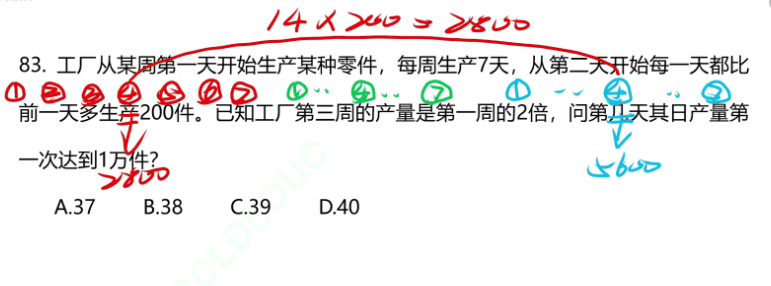 14×200=2800
83. 工厂从某周第一天开始生产某种零件，每周生产7天，从第二天开始每一天都比
① ② ③ ④ ⑤ ⑥ ⑦ ① ·· ④ ·· ⑦ ① ·· ④ ·· ⑦
前一天多生产200件。已知工厂第三周的产量是第一周的2倍，问第几天其日产量第
一次达到1万件？
2800 5600
A.37 B.38 C.39 D.40